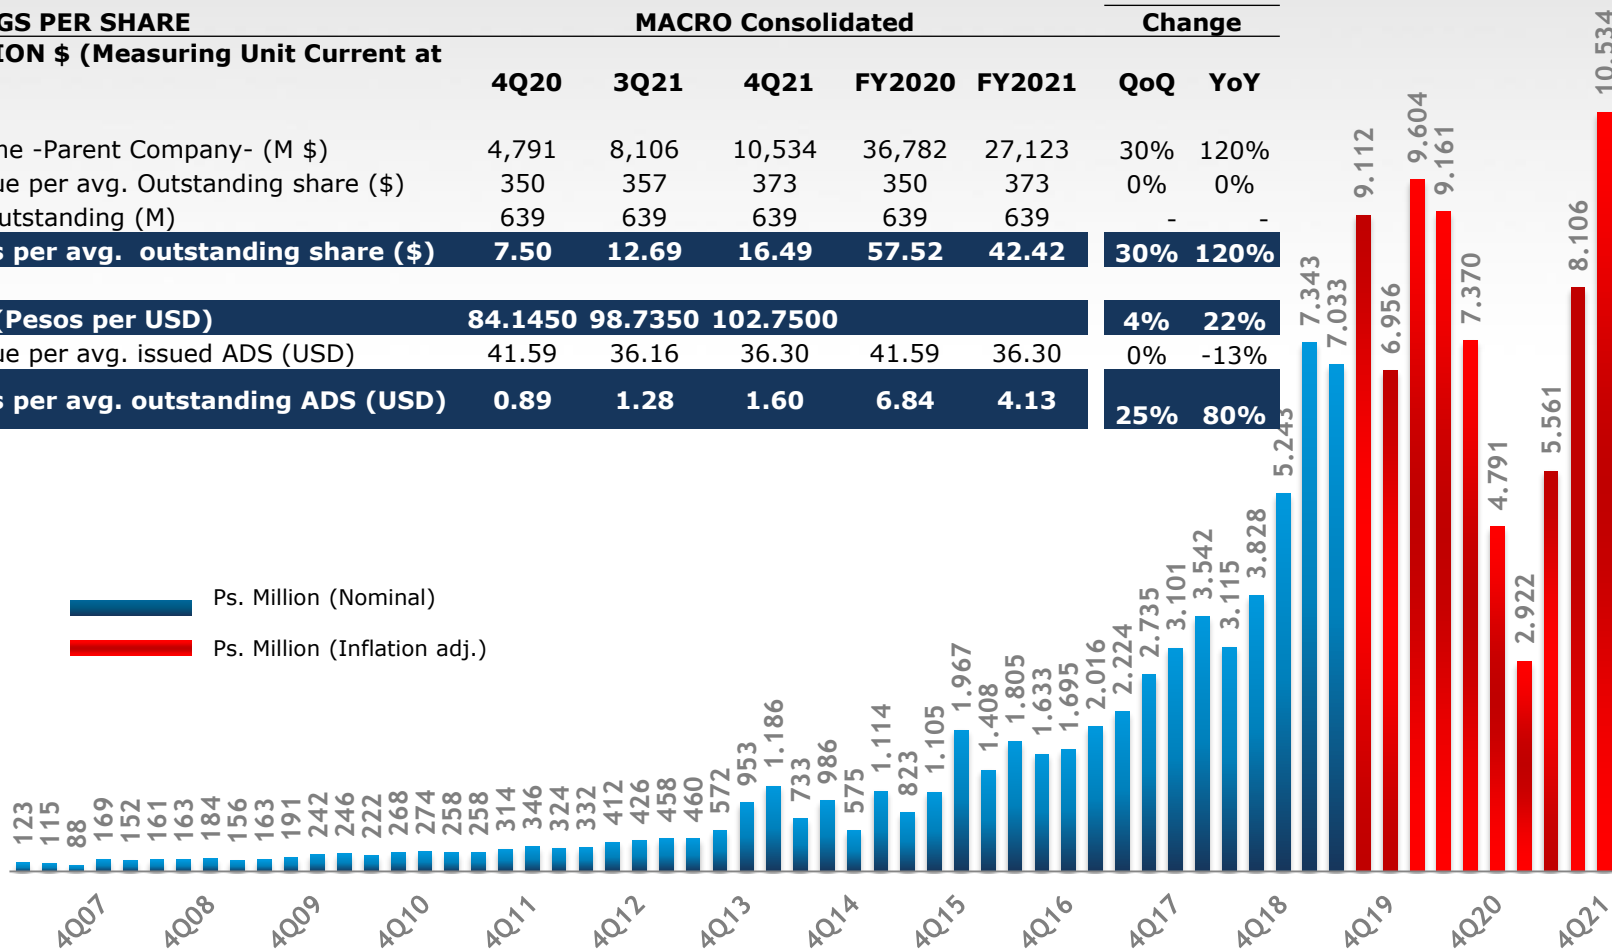 GS PER SHARE MACRO Consolidated Change
ION $ (Measuring Unit Current at
4Q20 3Q21 4Q21 FY2020 FY2021 QoQ YoY
me -Parent Company- (M $) 4,791 8,106 10,534 36,782 27,123 30% 120%
ue per avg. Outstanding share ($) 350 357 373 350 373 0% 0%
utstanding (M) 639 639 639 639 639 - -
s per avg. outstanding share ($) 7.50 12.69 16.49 57.52 42.42 30% 120%
(Pesos per USD) 84.1450 98.7350 102.7500 4% 22%
ue per avg. issued ADS (USD) 41.59 36.16 36.30 41.59 36.30 0% -13%
s per avg. outstanding ADS (USD) 0.89 1.28 1.60 6.84 4.13 25% 80%
Ps. Million (Nominal)
Ps. Million (Inflation adj.)
123
115
88
169
152
161
163
184
156
163
191
242
246
222
268
274
258
258
314
346
324
332
412
426
458
460
572
953
1.186
733
986
575
1.114
823
1.105
1.967
1.408
1.805
1.633
1.695
2.016
2.224
2.735
3.101
3.542
3.115
3.828
5.243
7.343
7.033
9.112
6.956
9.604
9.161
7.370
4.791
2.922
5.561
8.106
10.534
4Q07
4Q08
4Q09
4Q10
4Q11
4Q12
4Q13
4Q14
4Q15
4Q16
4Q17
4Q18
4Q19
4Q20
4Q21